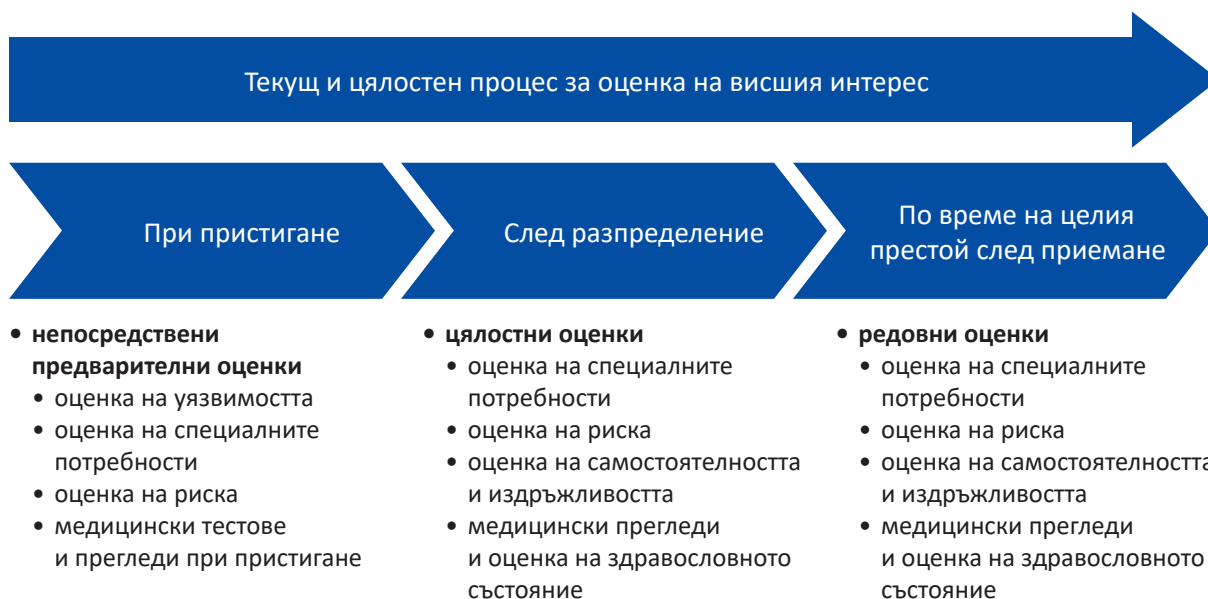 Текущ и цялостен процес за оценка на висшия интерес
При пристигане
След разпределение
По време на целия
престой след приемане
• непосредствени
предварителни оценки
• оценка на уязвимостта
• оценка на специалните
потребности
• оценка на риска
• медицински тестове
и прегледи при пристигане
• цялостни оценки
• оценка на специалните
потребности
• оценка на риска
• оценка на самостоятелността
и издръжливостта
• медицински прегледи
и оценка на здравословното
състояние
• редовни оценки
• оценка на специалните
потребности
• оценка на риска
• оценка на самостоятелността
и издръжливостта
• медицински прегледи
и оценка на здравословното
състояние